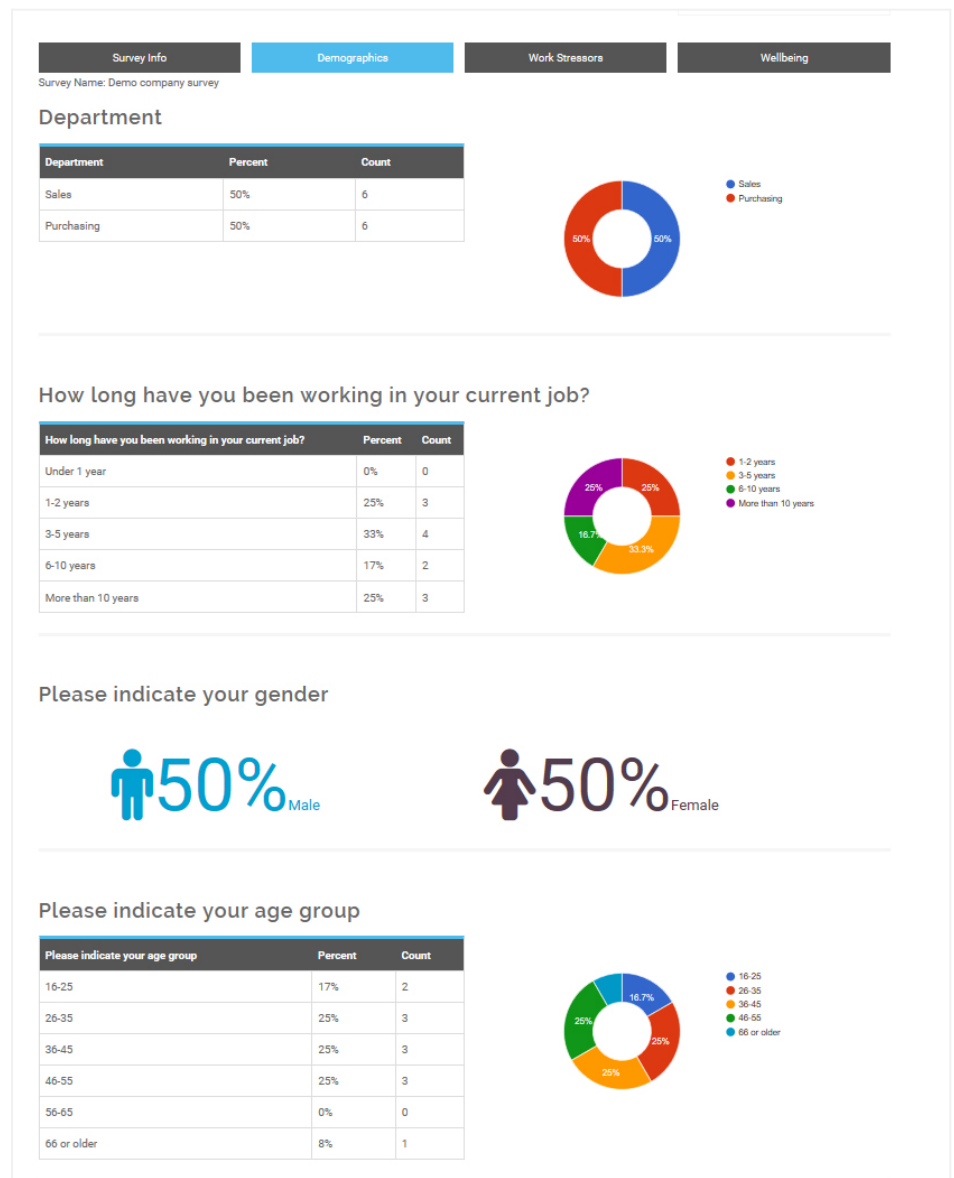 Survey Info Demographics Work Stressors Wellbeing
Survey Name: Demo company survey
Department
Department Percent Count
Sales 50% 6
Purchasing 50% 6
Sales
Purchasing
50% 50%
How long have you been working in your current job?
How long have you been working in your current job? Percent Count
Under 1 year 0% 0
1-2 years 25% 3
3-5 years 33% 4
6-10 years 17% 2
More than 10 years 25% 3
1-2 years
3-5 years
6-10 years
More than 10 years
25% 25%
16.7%
33.3%
Please indicate your gender
50% Male 50% Female
Please indicate your age group
Please indicate your age group Percent Count
16-25 17% 2
26-35 25% 3
36-45 25% 3
46-55 25% 3
56-65 0% 0
66 or older 8% 1
16-25
26-35
36-45
46-55
66 or older
16.7%
25%
25%
25%